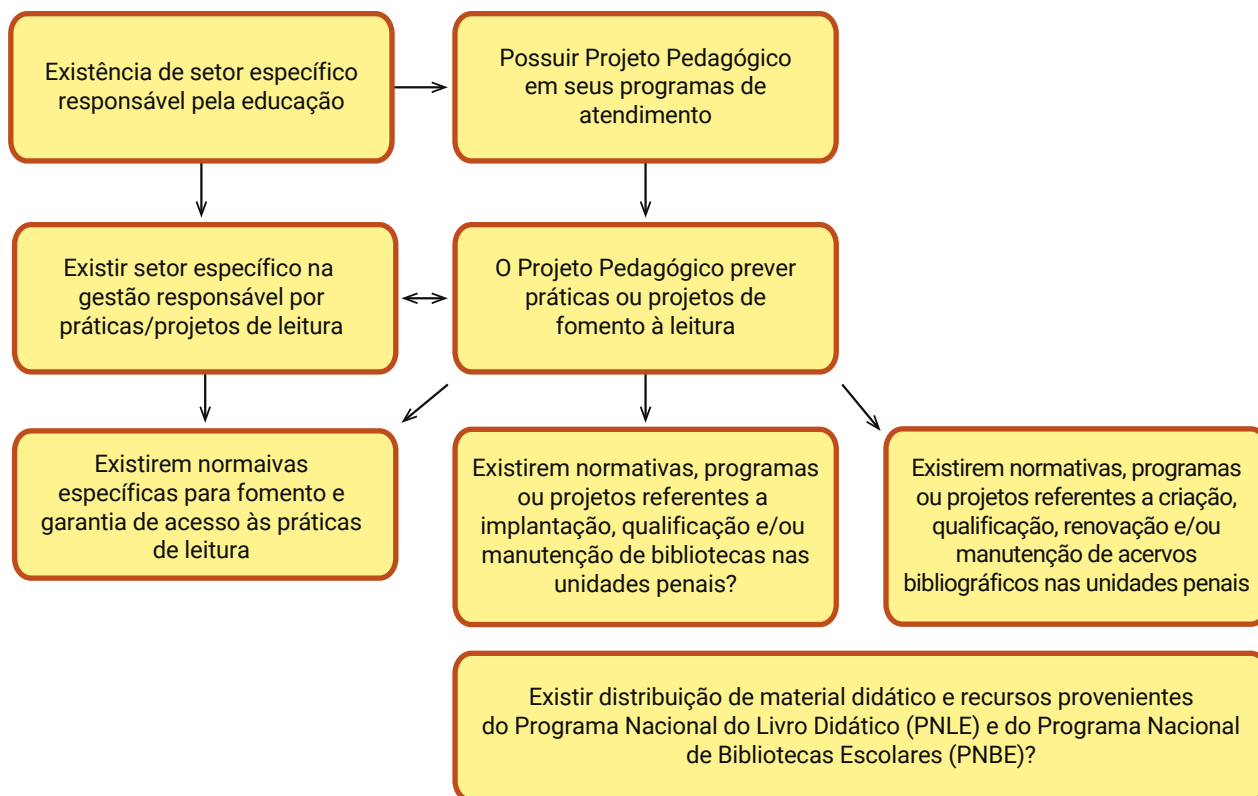 Existência de setor específico
responsável pela educação
Possuir Projeto Pedagógico
em seus programas de
atendimento
Existir setor específico na
gestão responsável por
práticas/projetos de leitura
O Projeto Pedagógico prever
práticas ou projetos de
fomento à leitura
Existirem normaivas
específicas para fomento e
garantia de acesso às práticas
de leitura
Existirem normativas, programas
ou projetos referentes a
implantação, qualificação e/ou
manutenção de bibliotecas nas
unidades penais?
Existirem normativas, programas
ou projetos referentes a criação,
qualificação, renovação e/ou
manutenção de acervos
bibliográficos nas unidades penais
Existir distribuição de material didático e recursos provenientes
do Programa Nacional do Livro Didático (PNLE) e do Programa Nacional
de Bibliotecas Escolares (PNBE)?